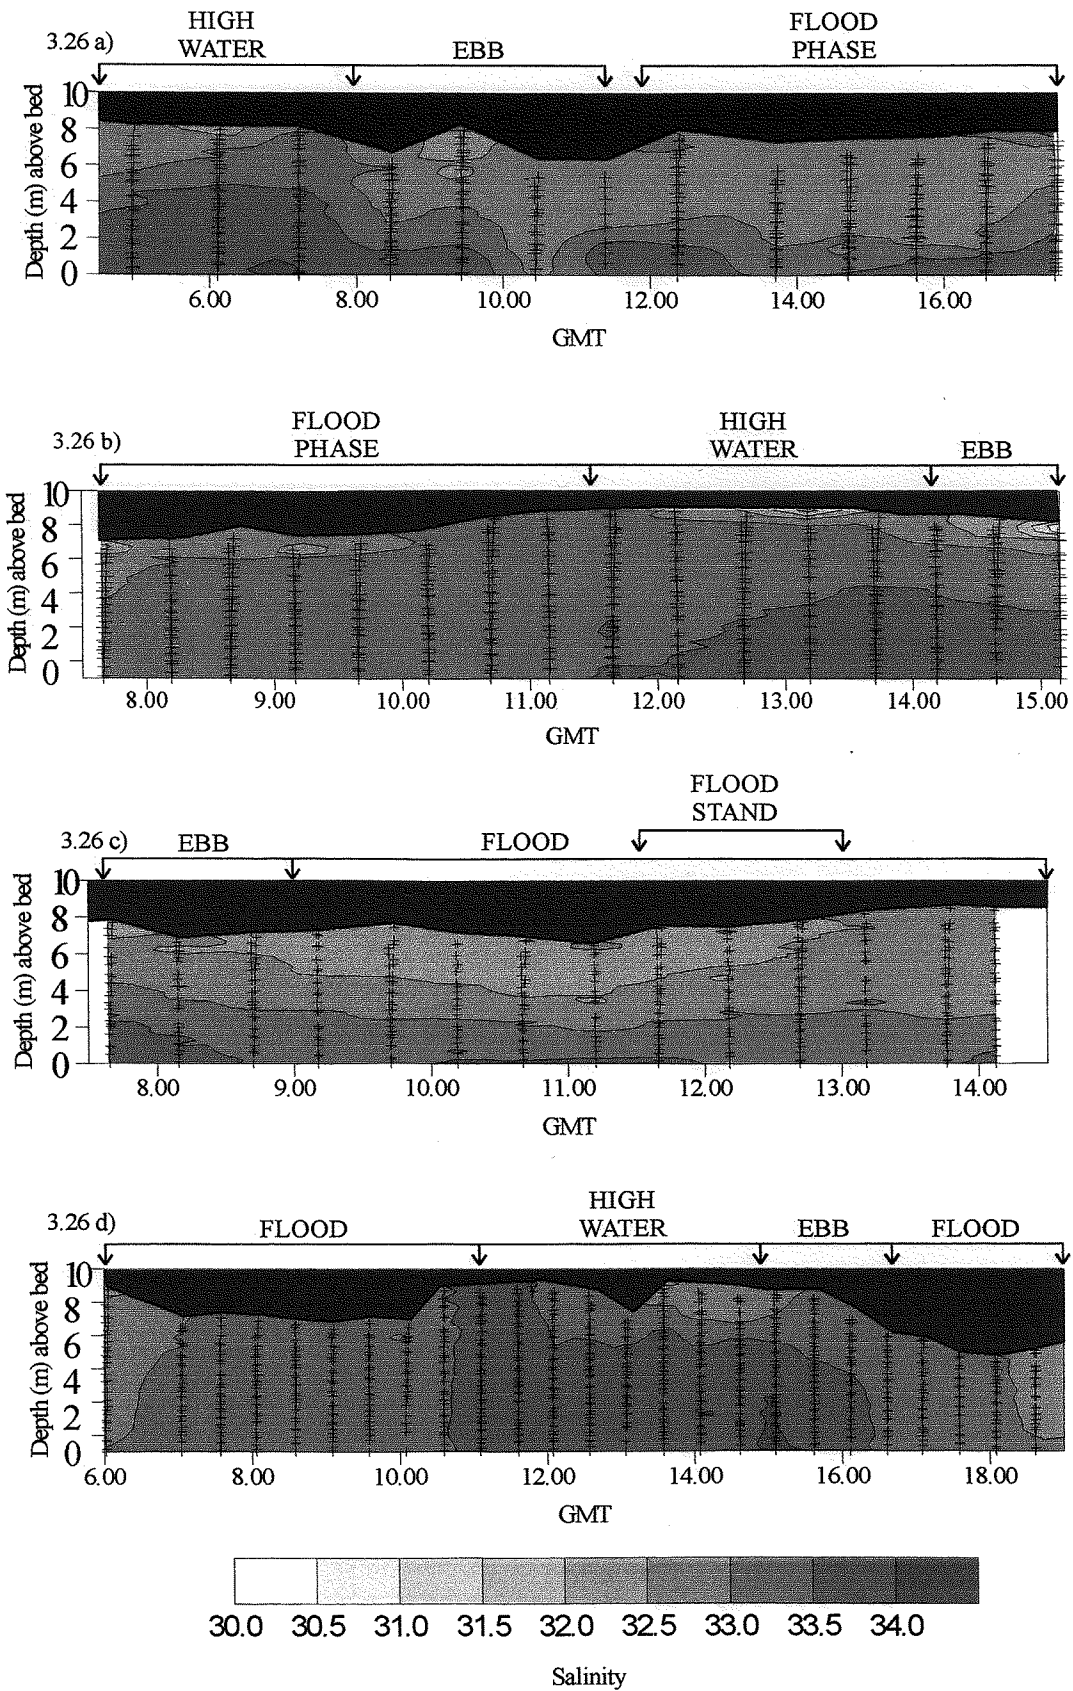 3.26 a)
HIGH
WATER
EBB
FLOOD
PHASE
Depth (m) above bed
10
8
6
4
2
0
6.00 8.00 10.00 12.00 14.00 16.00
GMT
3.26 b)
FLOOD
PHASE
HIGH
WATER
EBB
Depth (m) above bed
10
8
6
4
2
0
8.00 9.00 10.00 11.00 12.00 13.00 14.00 15.00
GMT
3.26 c)
EBB
FLOOD
FLOOD
STAND
Depth (m) above bed
10
8
6
4
2
0
8.00 9.00 10.00 11.00 12.00 13.00 14.00
GMT
3.26 d)
FLOOD
HIGH
WATER
EBB
FLOOD
Depth (m) above bed
10
8
6
4
2
0
6.00 8.00 10.00 12.00 14.00 16.00 18.00
GMT
30.0 30.5 31.0 31.5 32.0 32.5 33.0 33.5 34.0
Salinity